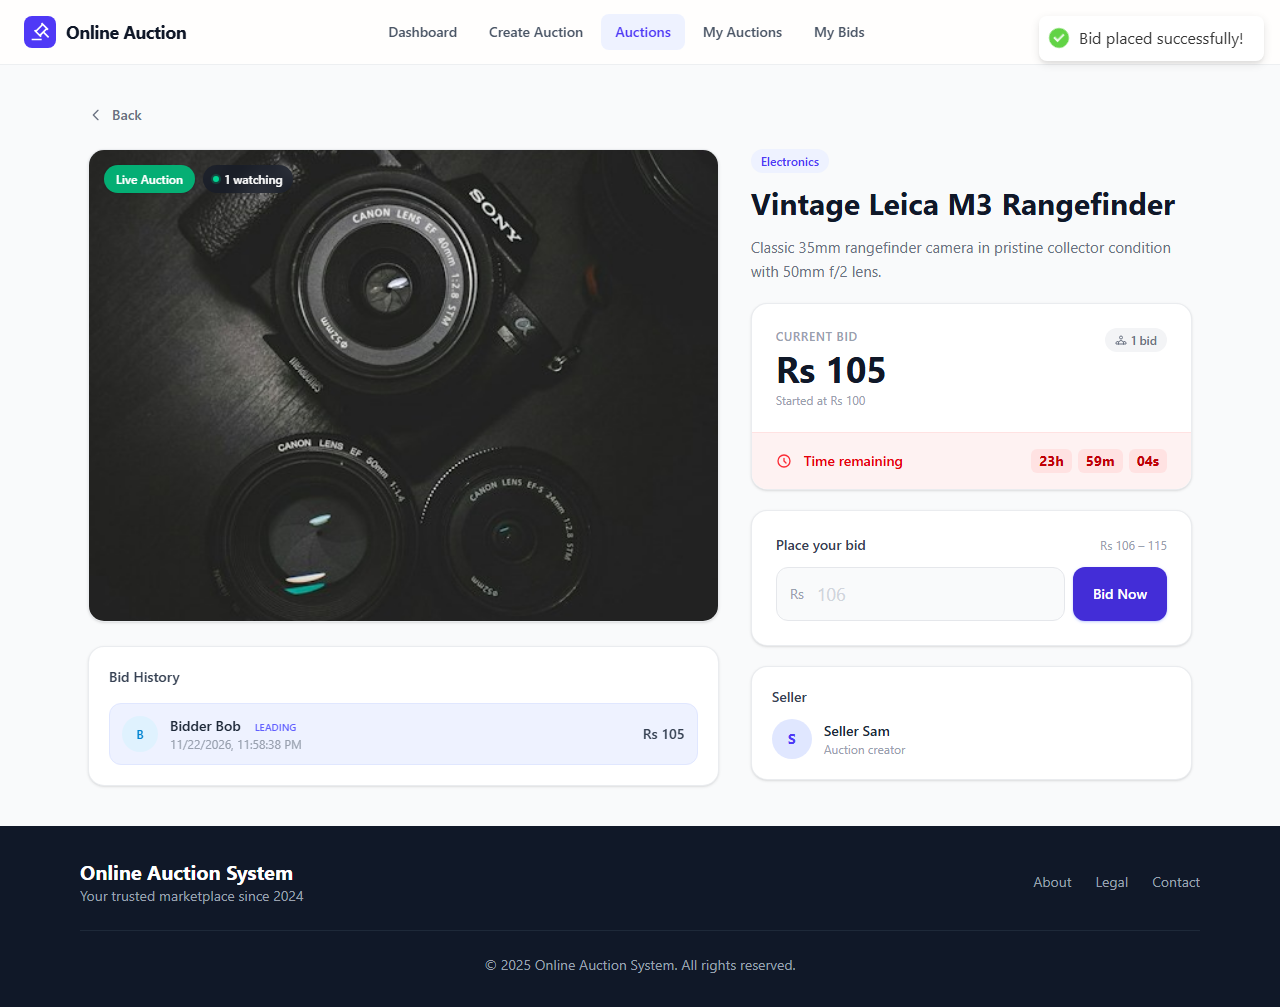 Online Auction
Dashboard
Create Auction
Auctions
My Auctions
My Bids
Bid placed successfully!
Back
Live Auction
1 watching
SONY
CANON LENS EF 40mm 1:2.8 STM
Φ52mm
CANON LENS EF 50mm 1:1.4
CANON LENS EF-S 24mm 1:2.8 STM
Φ52mm
Electronics
Vintage Leica M3 Rangefinder
Classic 35mm rangefinder camera in pristine collector condition
with 50mm f/2 lens.
CURRENT BID
1 bid
Rs 105
Started at Rs 100
Time remaining
23h 59m 04s
Place your bid
Rs 106 – 115
Rs 106
Bid Now
Bid History
B
Bidder Bob LEADING
11/22/2026, 11:58:38 PM
Rs 105
Seller
S
Seller Sam
Auction creator
Online Auction System
Your trusted marketplace since 2024
About
Legal
Contact
© 2025 Online Auction System. All rights reserved.